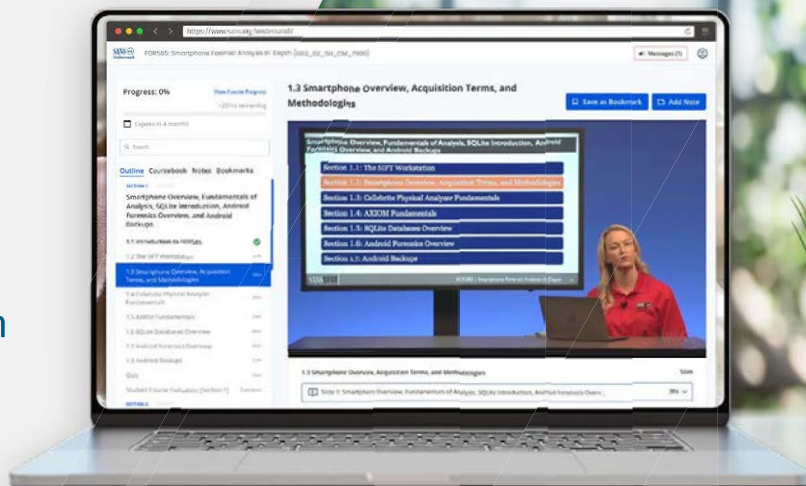 https://www.sans.org/ondemand/
SANS
OnDemand
FOR585: Smartphone Forensic Analysis In-Depth
Messages (7)
Progress: 0%
View Course Progress
remaining
Expires in 4 months
Search
Outline Coursebook Notes Bookmarks
SECTION 1
Smartphone Overview, Fundamentals of
Analysis, SQLite Introduction, Android
Forensics Overview, and Android
Backups
1.1 Introduction to FOR585
1.2 The SIFT Workstation
1.3 Smartphone Overview, Acquisition
Terms, and Methodologies
1.4 Cellebrite Physical Analyzer
Fundamentals
1.5 AXIOM Fundamentals
1.6 SQLite Databases Overview
1.7 Android Forensics Overview
1.8 Android Backups
Quiz
Student Course Evaluation [Section 1]
SECTION 2
1.3 Smartphone Overview, Acquisition Terms, and
Methodologies
Save as Bookmark
Add Note
Smartphone Overview, Fundamentals of Analysis, SQLite Introduction, Android
Forensics Overview, and Android Backups
Section 1.1: The SIFT Workstation
Section 1.2: Smartphone Overview, Acquisition Terms, and Methodologies
Section 1.3: Cellebrite Physical Analyzer Fundamentals
Section 1.4: AXIOM Fundamentals
Section 1.5: SQLite Databases Overview
Section 1.6: Android Forensics Overview
Section 1.7: Android Backups
SANS DFIR
FOR585 | Smartphone Forensic Analysis In-Depth
1.3 Smartphone Overview, Acquisition Terms, and Methodologies
Slide 1: Smartphone Overview, Fundamentals of Analysis, SQLite Introduction, Android Forensics Overv...